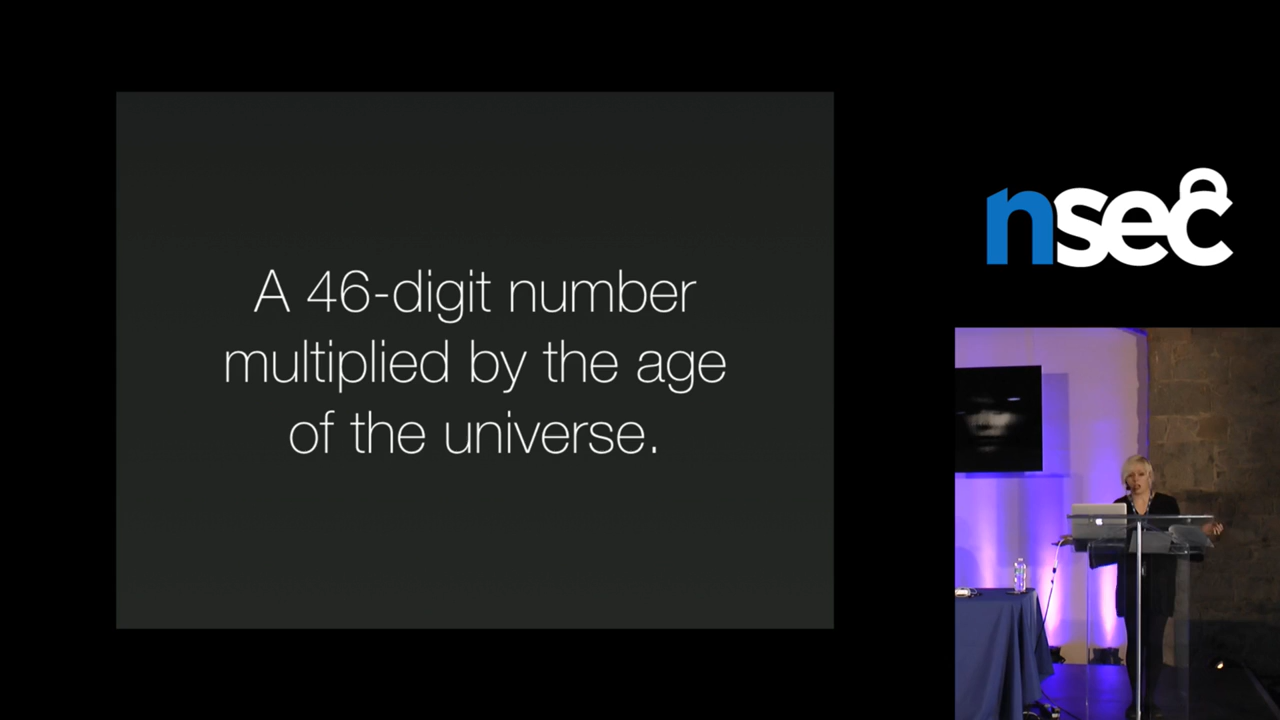 A 46-digit number
multiplied by the age
of the universe.
nsec